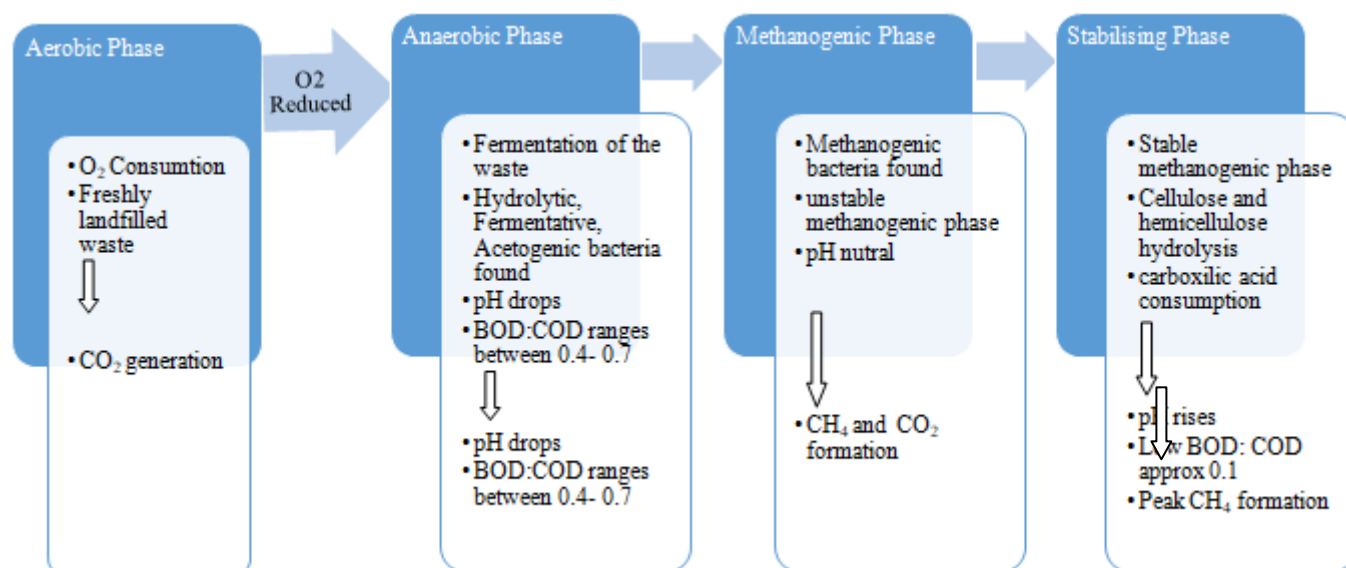 Aerobic Phase
• O₂ Consumtion
• Freshly
landfilled
waste
• CO₂ generation
O2
Reduced
Anaerobic Phase
• Fermentation of the
waste
• Hydrolytic,
Fermentative,
Acetogenic bacteria
found
• pH drops
• BOD:COD ranges
between 0.4- 0.7
• pH drops
• BOD:COD ranges
between 0.4- 0.7
Methanogenic Phase
• Methanogenic
bacteria found
• unstable
methanogenic phase
• pH nutral
• CH₄ and CO₂
formation
Stabilising Phase
• Stable
methanogenic phase
• Cellulose and
hemicellulose
hydrolysis
• carboxilic acid
consumption
• pH rises
• Low BOD: COD
approx 0.1
• Peak CH₄ formation